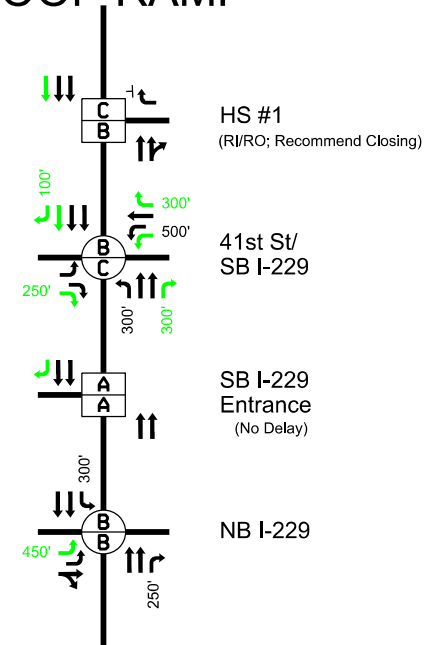 RAMP
C
B
HS #1
(RI/RO; Recommend Closing)
100'
300'
500'
B
C
41st St/
SB I-229
250'
300'
300'
A
A
SB I-229
Entrance
(No Delay)
300'
B
B
NB I-229
450'
250'